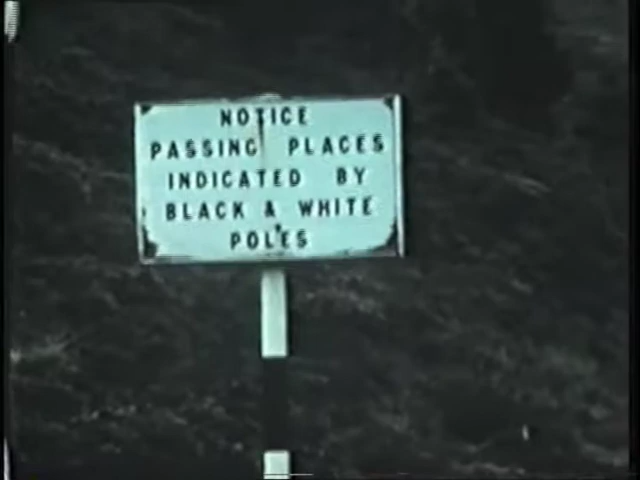 NOTICE
PASSING PLACES
INDICATED BY
BLACK & WHITE
POLES